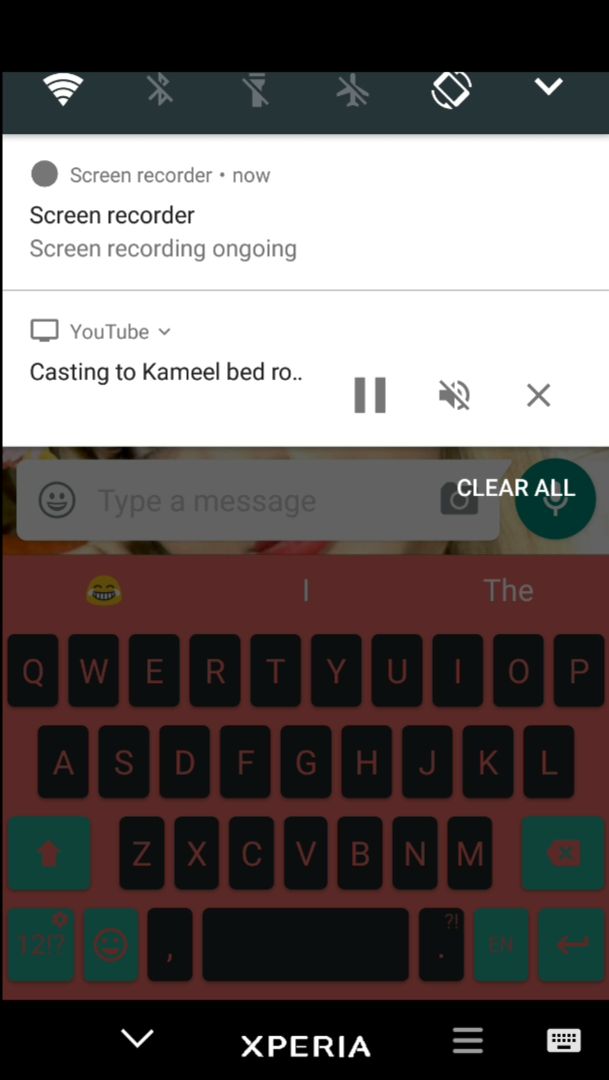 Screen recorder • now
Screen recorder
Screen recording ongoing
YouTube
Casting to Kameel bed ro..
Type a message
CLEAR ALL
😂 I The
Q W E R T Y U I O P
A S D F G H J K L
Z X C V B N M
12!? , . ?! EN
XPERIA